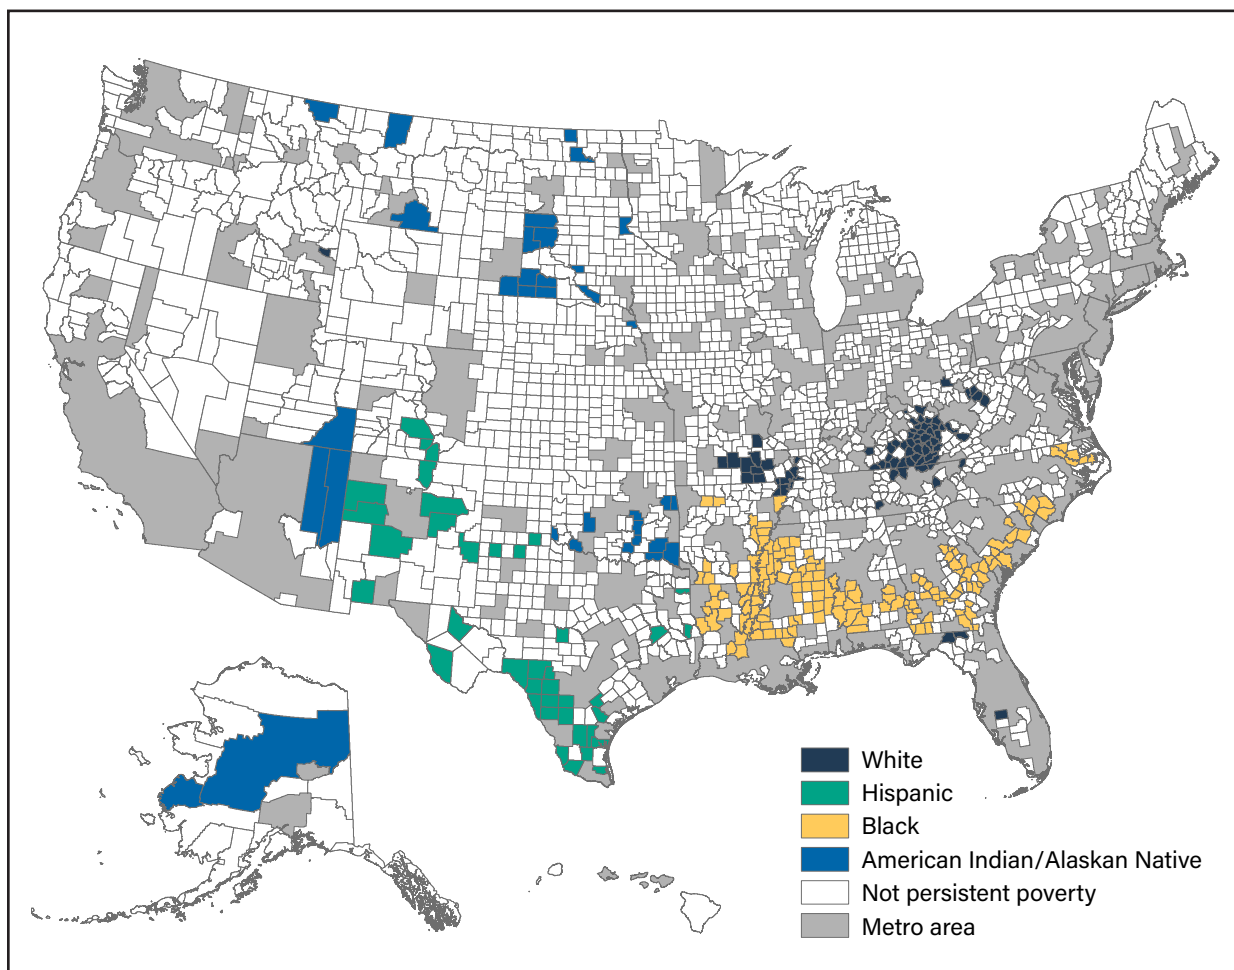 White
Hispanic
Black
American Indian/Alaskan Native
Not persistent poverty
Metro area